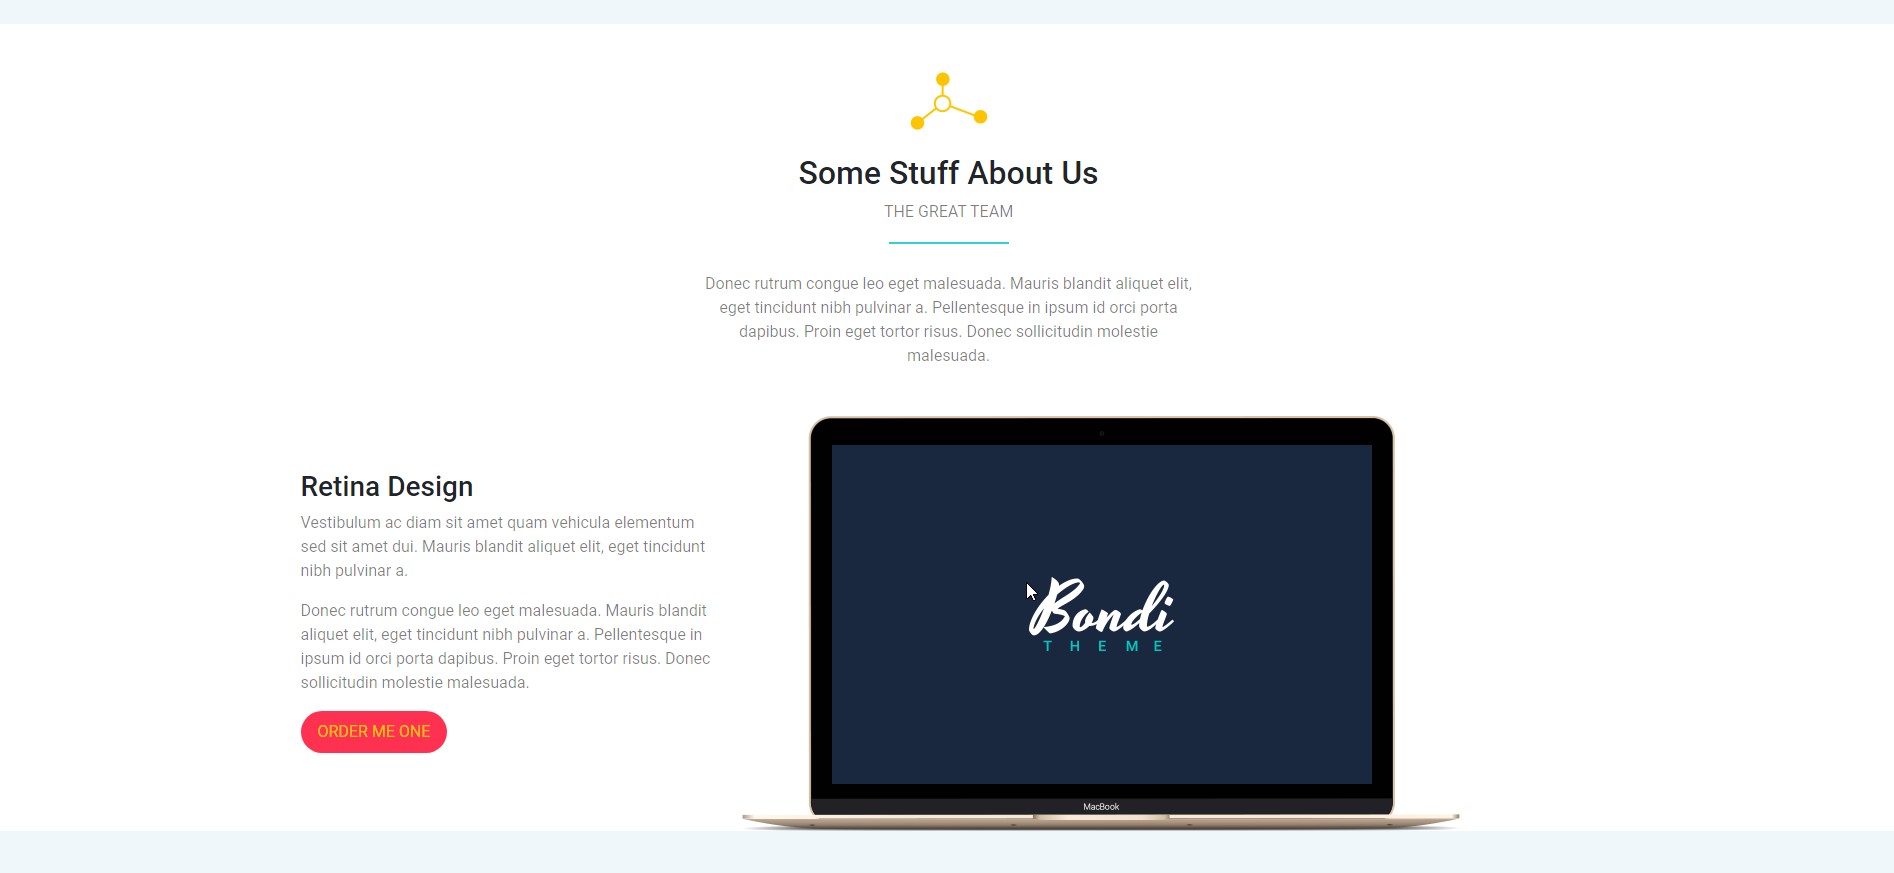 Some Stuff About Us
THE GREAT TEAM
Donec rutrum congue leo eget malesuada. Mauris blandit aliquet elit,
eget tincidunt nibh pulvinar a. Pellentesque in ipsum id orci porta
dapibus. Proin eget tortor risus. Donec sollicitudin molestie
malesuada.
Retina Design
Vestibulum ac diam sit amet quam vehicula elementum
sed sit amet dui. Mauris blandit aliquet elit, eget tincidunt
nibh pulvinar a.
Donec rutrum congue leo eget malesuada. Mauris blandit
aliquet elit, eget tincidunt nibh pulvinar a. Pellentesque in
ipsum id orci porta dapibus. Proin eget tortor risus. Donec
sollicitudin molestie malesuada.
ORDER ME ONE
Bondi
THEME
MacBook